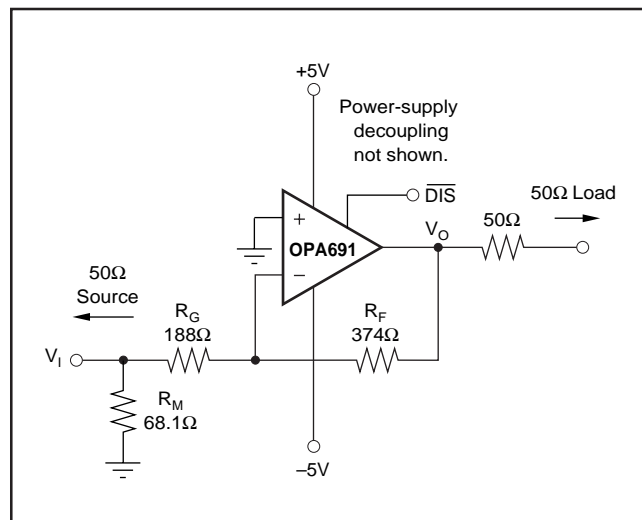 +5V
Power-supply
decoupling
not shown.
DIS
50Ω Load
50Ω
V_O
+
OPA691
−
50Ω
Source
R_G
188Ω
R_F
374Ω
V_I
R_M
68.1Ω
–5V